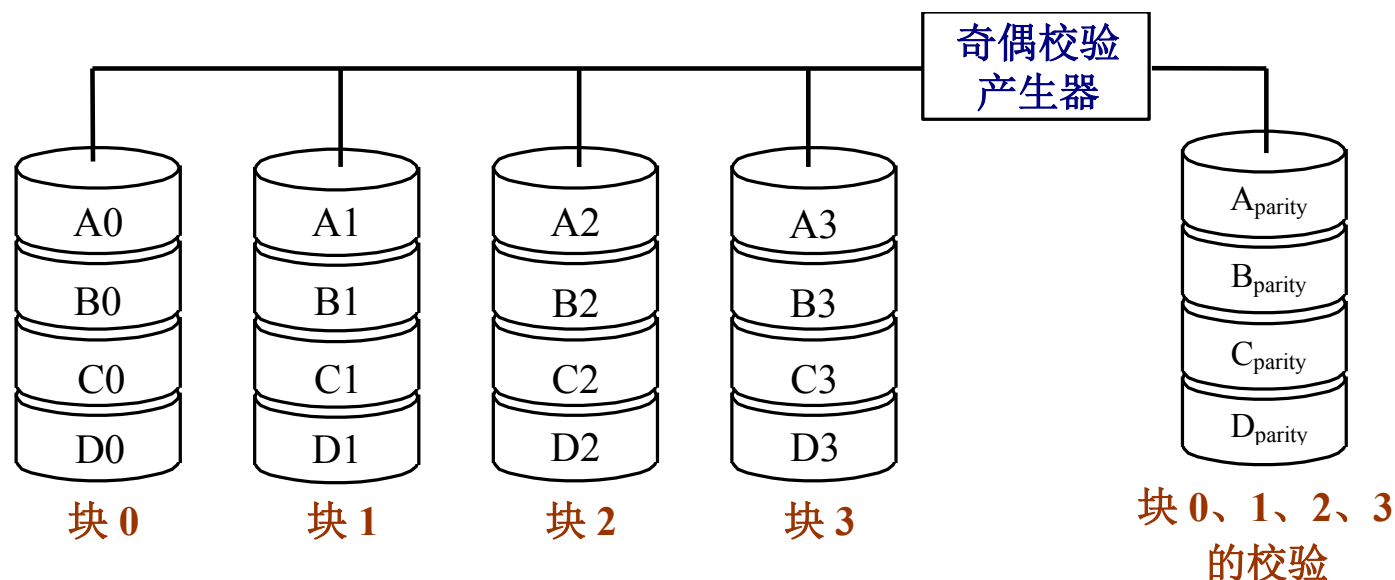 奇偶校验
产生器
A0 A1 A2 A3 Aparity
B0 B1 B2 B3 Bparity
C0 C1 C2 C3 Cparity
D0 D1 D2 D3 Dparity
块 0 块 1 块 2 块 3 块 0、1、2、3
的校验